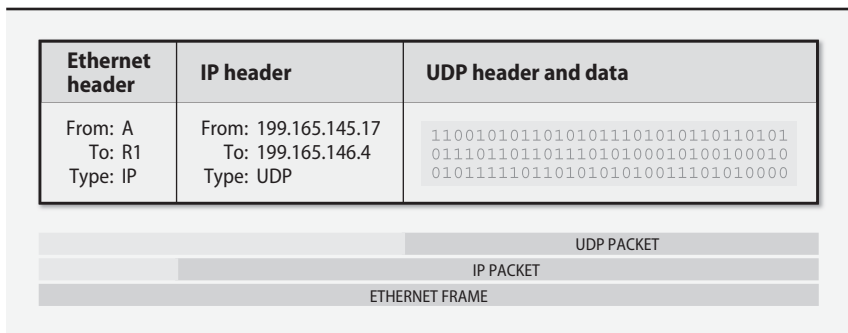 Ethernet header
IP header
UDP header and data
From: A
To: R1
Type: IP
From: 199.165.145.17
To: 199.165.146.4
Type: UDP
11001010110101011101010110110101
01110110110111010100010100100010
010111110110101010100111010100000
UDP PACKET
IP PACKET
ETHERNET FRAME